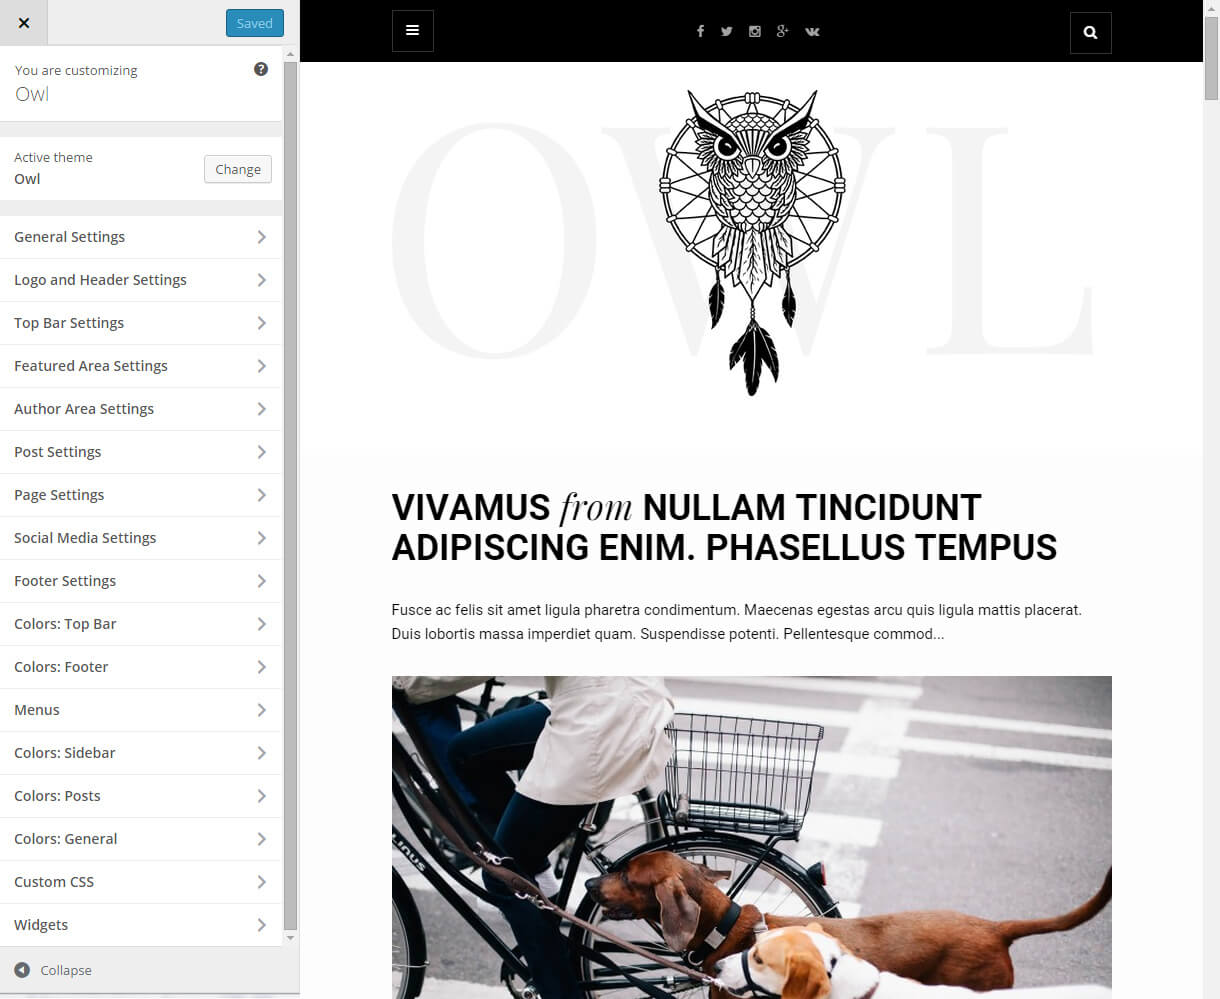 Saved
You are customizing
Owl
Active theme
Owl
Change
General Settings
Logo and Header Settings
Top Bar Settings
Featured Area Settings
Author Area Settings
Post Settings
Page Settings
Social Media Settings
Footer Settings
Colors: Top Bar
Colors: Footer
Menus
Colors: Sidebar
Colors: Posts
Colors: General
Custom CSS
Widgets
Collapse
OWL
VIVAMUS from NULLAM TINCIDUNT
ADIPISCING ENIM. PHASELLUS TEMPUS
Fusce ac felis sit amet ligula pharetra condimentum. Maecenas egestas arcu quis ligula mattis placerat.
Duis lobortis massa imperdiet quam. Suspendisse potenti. Pellentesque commod...